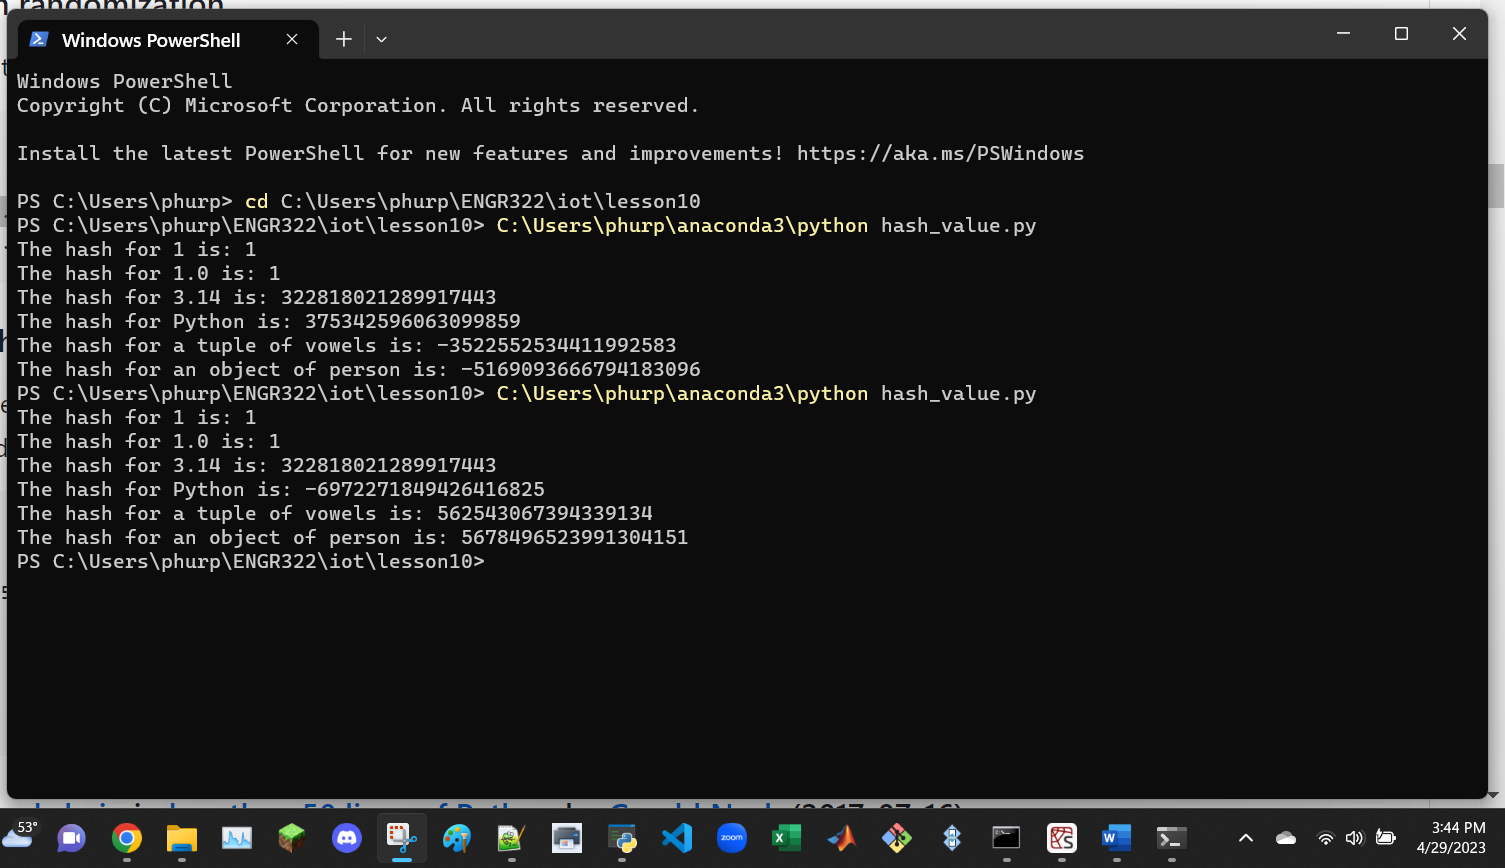 randomization
Windows PowerShell
Windows PowerShell
Copyright (C) Microsoft Corporation. All rights reserved.
Install the latest PowerShell for new features and improvements! https://aka.ms/PSWindows
PS C:\Users\phurp> cd C:\Users\phurp\ENGR322\iot\lesson10
PS C:\Users\phurp\ENGR322\iot\lesson10> C:\Users\phurp\anaconda3\python hash_value.py
The hash for 1 is: 1
The hash for 1.0 is: 1
The hash for 3.14 is: 322818021289917443
The hash for Python is: 375342596063099859
The hash for a tuple of vowels is: -3522552534411992583
The hash for an object of person is: -5169093666794183096
PS C:\Users\phurp\ENGR322\iot\lesson10> C:\Users\phurp\anaconda3\python hash_value.py
The hash for 1 is: 1
The hash for 1.0 is: 1
The hash for 3.14 is: 322818021289917443
The hash for Python is: -6972271849426416825
The hash for a tuple of vowels is: 562543067394339134
The hash for an object of person is: 5678496523991304151
PS C:\Users\phurp\ENGR322\iot\lesson10>
53°
zoom
3:44 PM
4/29/2023